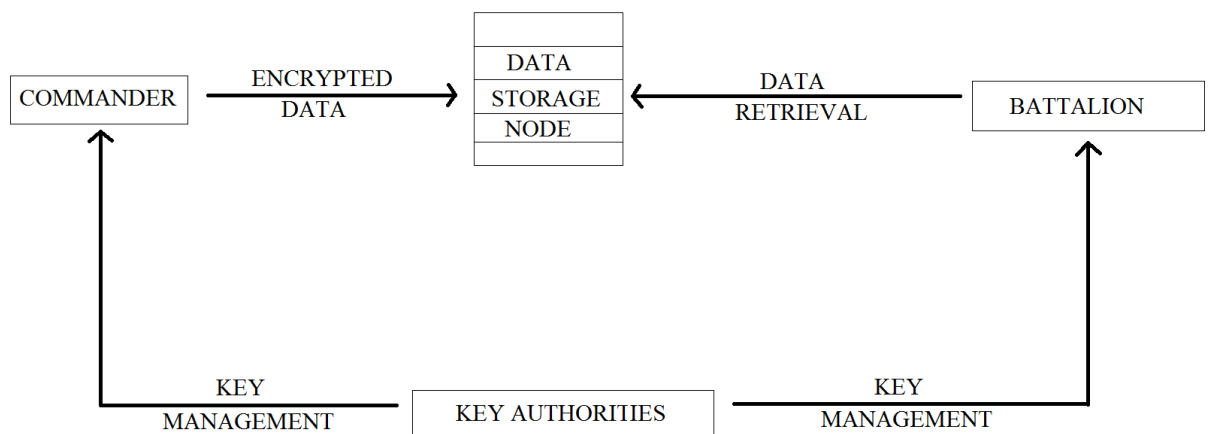 COMMANDER
ENCRYPTED
DATA
DATA
STORAGE
NODE
DATA
RETRIEVAL
BATTALION
KEY
MANAGEMENT
KEY AUTHORITIES
KEY
MANAGEMENT